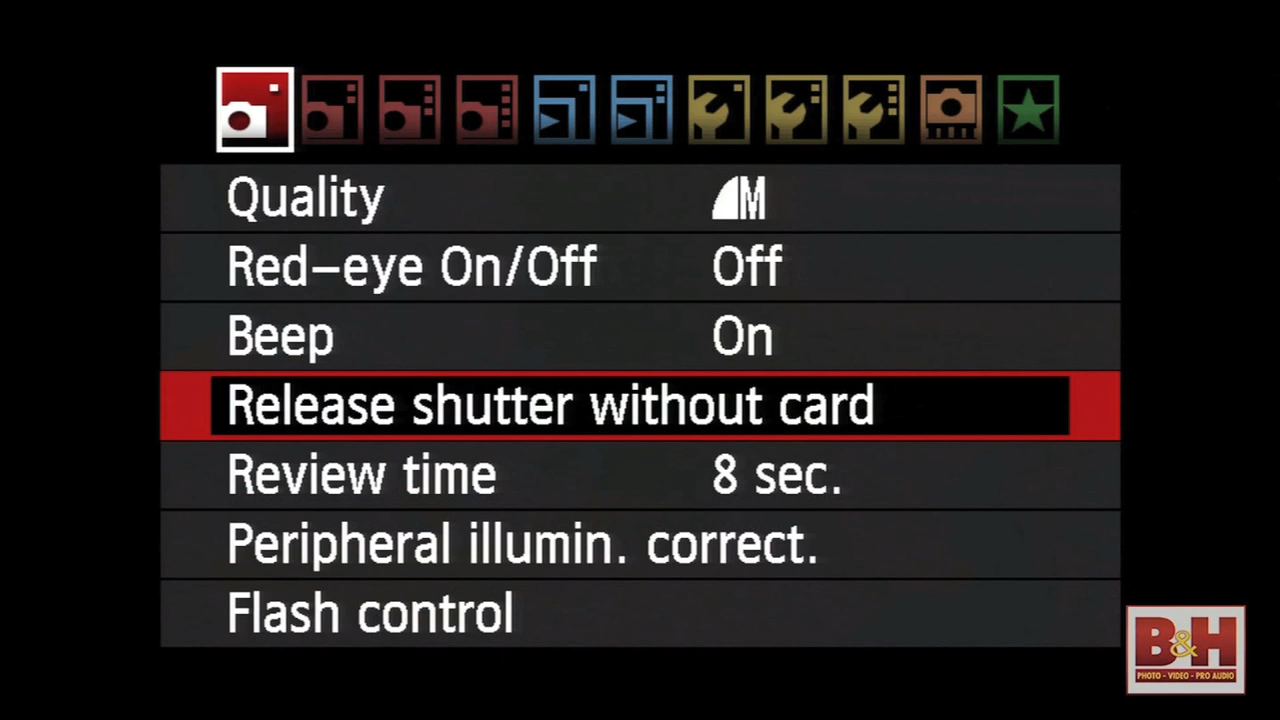 Quality M
Red-eye On/Off Off
Beep On
Release shutter without card
Review time 8 sec.
Peripheral illumin. correct.
Flash control
B&H
PHOTO - VIDEO - PRO AUDIO